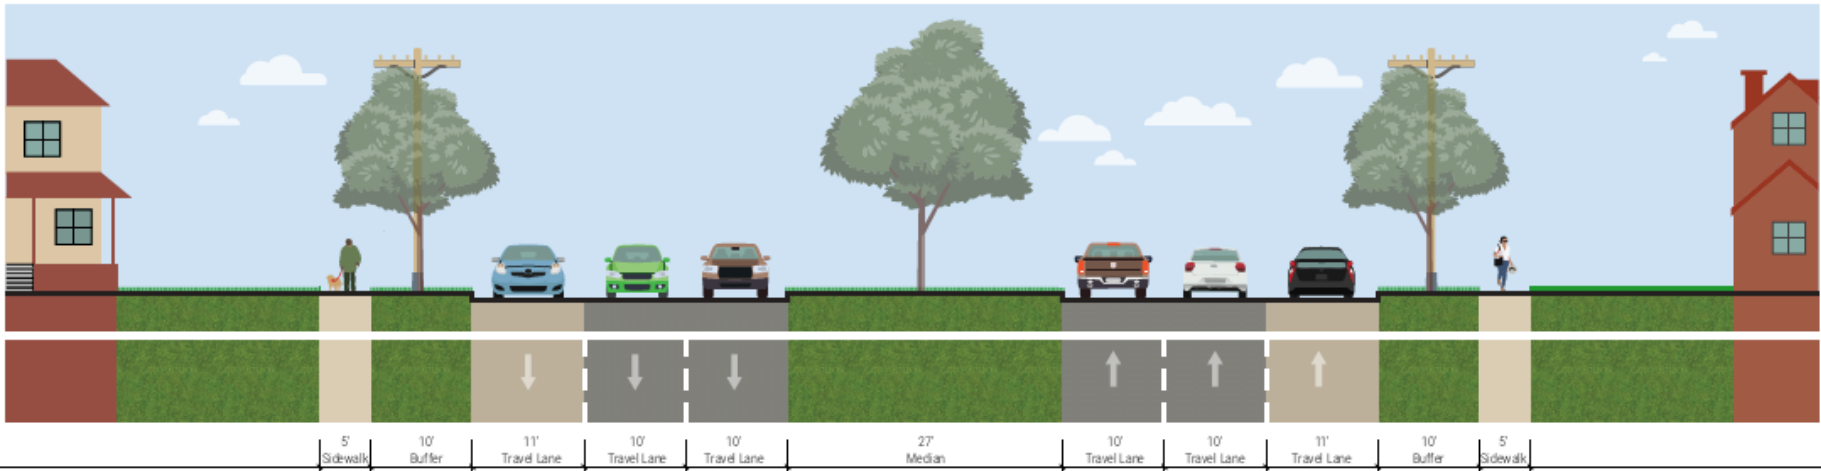 5' 10' 11' 10' 10' 27' 10' 10' 11' 10' 5'
Sidewalk Buffer Travel Lane Travel Lane Travel Lane Median Travel Lane Travel Lane Travel Lane Buffer Sidewalk